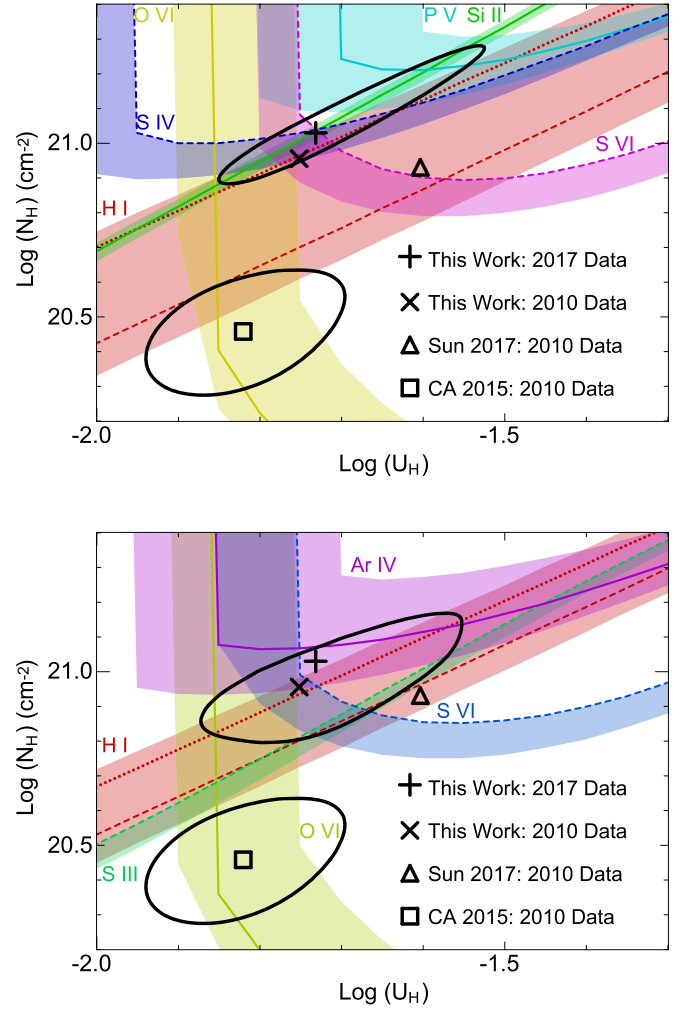 O VI
P V
Si II
21.0
S IV
S VI
H I
Log (N_H) (cm⁻²)
This Work: 2017 Data
This Work: 2010 Data
20.5
Sun 2017: 2010 Data
CA 2015: 2010 Data
-2.0
-1.5
Log (U_H)
Ar IV
21.0
S VI
H I
Log (N_H) (cm⁻²)
This Work: 2017 Data
This Work: 2010 Data
O VI
20.5
S III
Sun 2017: 2010 Data
CA 2015: 2010 Data
-2.0
-1.5
Log (U_H)